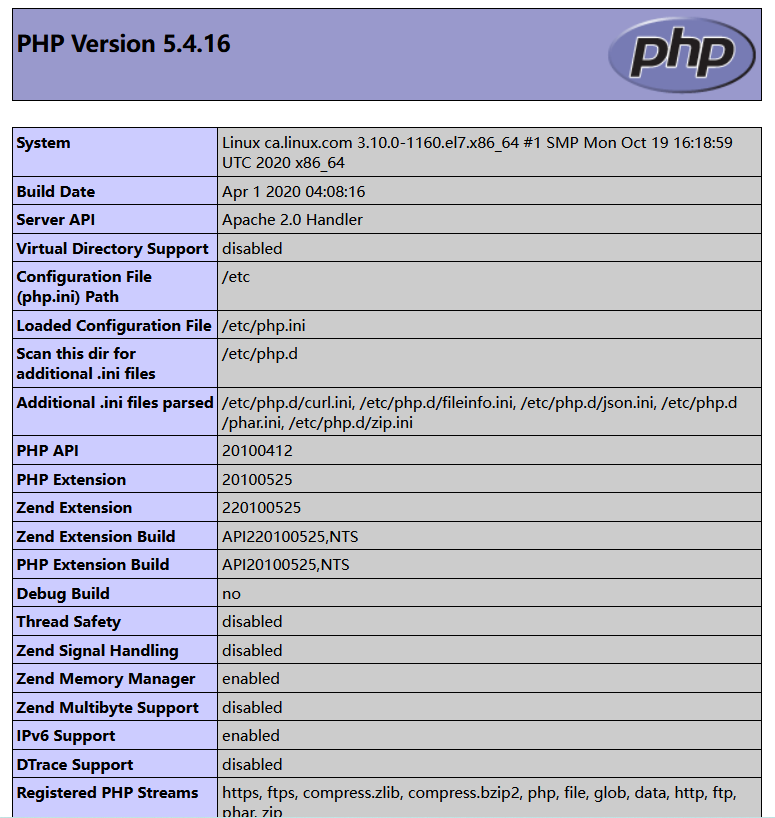 PHP Version 5.4.16
php
System
Linux ca.linux.com 3.10.0-1160.el7.x86_64 #1 SMP Mon Oct 19 16:18:59
UTC 2020 x86_64
Build Date
Apr 1 2020 04:08:16
Server API
Apache 2.0 Handler
Virtual Directory Support
disabled
Configuration File
(php.ini) Path
/etc
Loaded Configuration File
/etc/php.ini
Scan this dir for
additional .ini files
/etc/php.d
Additional .ini files parsed
/etc/php.d/curl.ini, /etc/php.d/fileinfo.ini, /etc/php.d/json.ini, /etc/php.d
/phar.ini, /etc/php.d/zip.ini
PHP API
20100412
PHP Extension
20100525
Zend Extension
220100525
Zend Extension Build
API220100525,NTS
PHP Extension Build
API20100525,NTS
Debug Build
no
Thread Safety
disabled
Zend Signal Handling
disabled
Zend Memory Manager
enabled
Zend Multibyte Support
disabled
IPv6 Support
enabled
DTrace Support
disabled
Registered PHP Streams
https, ftps, compress.zlib, compress.bzip2, php, file, glob, data, http, ftp,
phar, zip